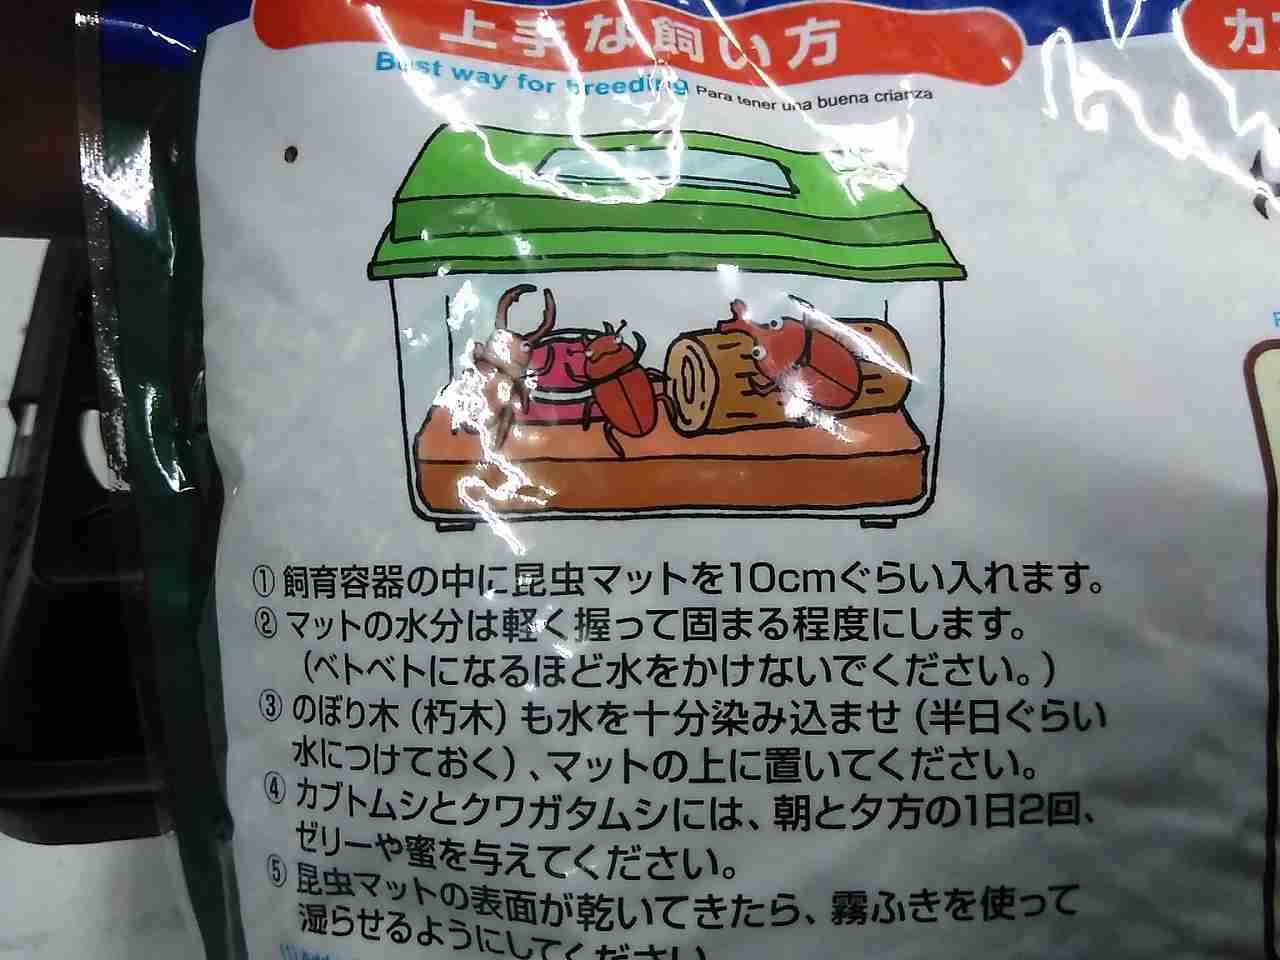 上手な飼い方
Best way for breeding Para tener una buena crianza
①飼育容器の中に昆虫マットを10cmぐらい入れます。
②マットの水分は軽く握って固まる程度にします。
（ベトベトになるほど水をかけないでください。）
③のぼり木（朽木）も水を十分染み込ませ（半日ぐらい
水につけておく）、マットの上に置いてください。
④カブトムシとクワガタムシには、朝と夕方の1日2回、
ゼリーや蜜を与えてください。
⑤昆虫マットの表面が乾いてきたら、霧ふきを使って
湿らせるようにしてください